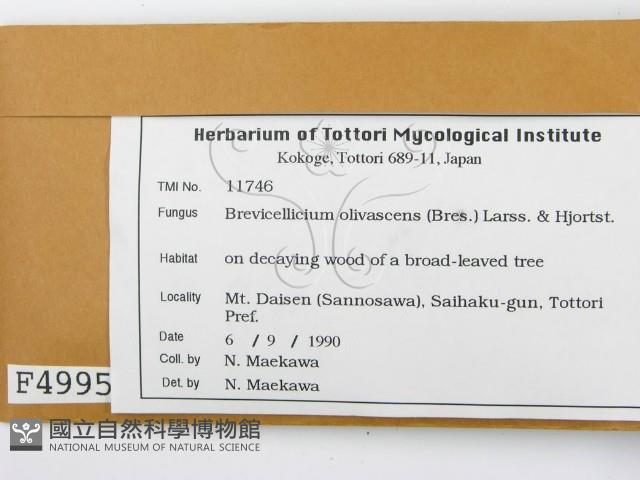 Herbarium of Tottori Mycological Institute
Kokoge, Tottori 689-11, Japan
TMI No. 11746
Fungus Brevicellicium olivascens (Bres.) Larss. & Hjortst.
Habitat on decaying wood of a broad-leaved tree
Locality Mt. Daisen (Sannosawa), Saihaku-gun, Tottori
Pref.
Date 6 / 9 / 1990
Coll. by N. Maekawa
Det. by N. Maekawa
F4995
國立自然科學博物館
NATIONAL MUSEUM OF NATURAL SCIENCE